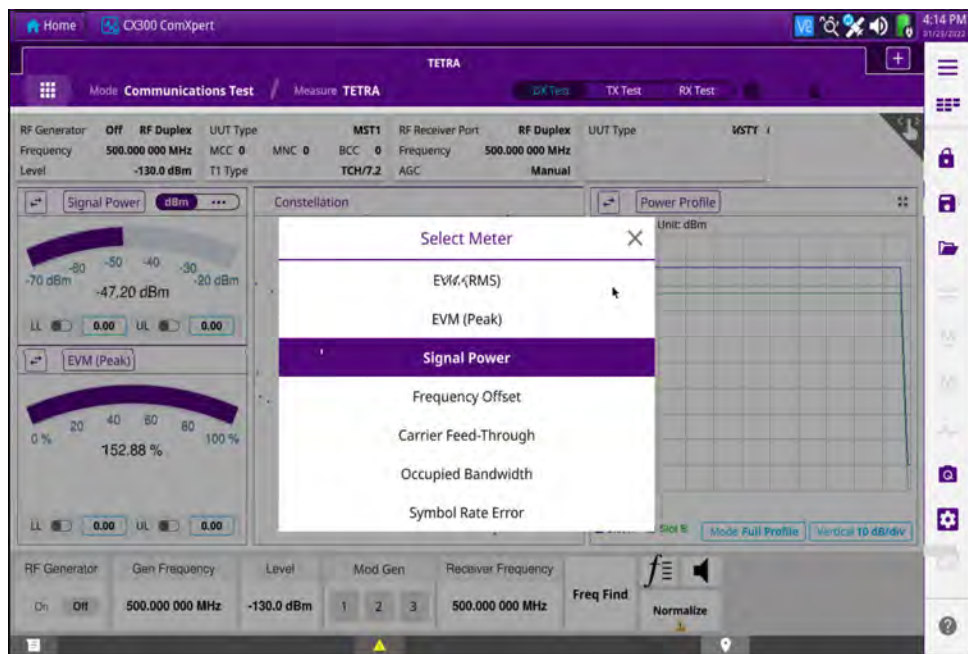 Home
CX300 ComXpert
VE
4:14 PM
01/29/2022
TETRA
+
Mode Communications Test / Measure TETRA
DX Test
TX Test
RX Test
RF Generator Off RF Duplex
Frequency 500.000 000 MHz
Level -130.0 dBm
UUT Type MST1
MCC 0 MNC 0 BCC 0
T1 Type TCH/7.2
RF Receiver Port RF Duplex
Frequency 500.000 000 MHz
AGC Manual
UUT Type
Signal Power dBm ...
-70 dBm -60 -50 -40 -30 -20 dBm
-47.20 dBm
LL 0.00 UL 0.00
EVM (Peak)
0 % 20 40 60 80 100 %
152.88 %
LL 0.00 UL 0.00
Constellation
Power Profile
Unit: dBm
Select Meter
EVM (RMS)
EVM (Peak)
Signal Power
Frequency Offset
Carrier Feed-Through
Occupied Bandwidth
Symbol Rate Error
Mode Full Profile
Vertical 10 dB/div
RF Generator
On Off
Gen Frequency
500.000 000 MHz
Level
-130.0 dBm
Mod Gen
1 2 3
Receiver Frequency
500.000 000 MHz
Freq Find
Normalize